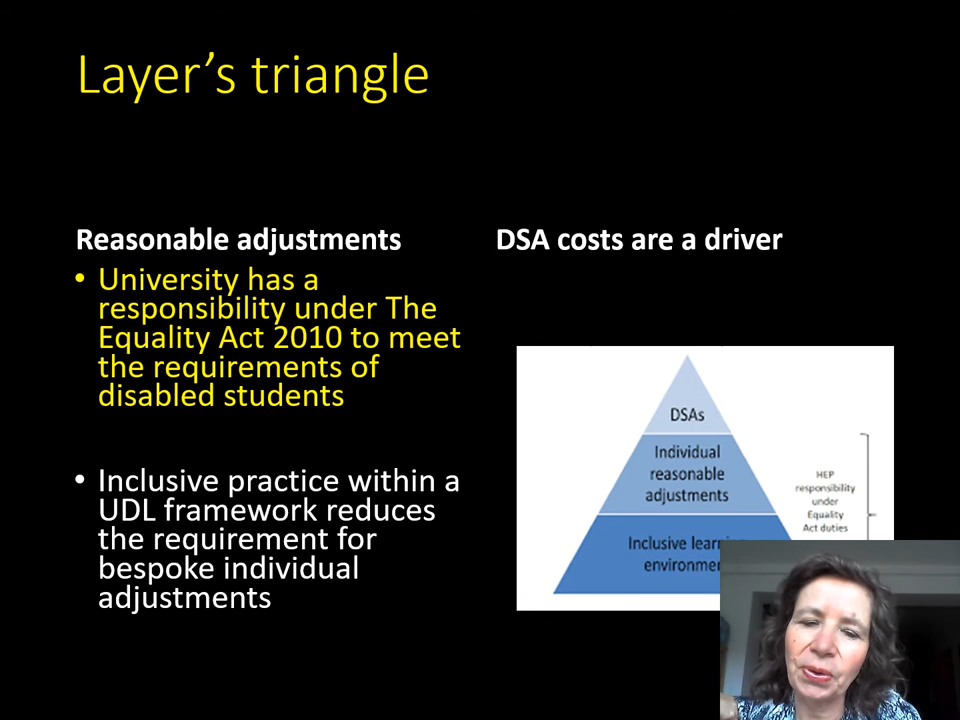 Layer’s triangle
Reasonable adjustments
• University has a
responsibility under The
Equality Act 2010 to meet
the requirements of
disabled students
• Inclusive practice within a
UDL framework reduces
the requirement for
bespoke individual
adjustments
DSA costs are a driver
DSAs
Individual
reasonable
adjustments
Inclusive
HEP
responsibility
under
Equality
Act duties